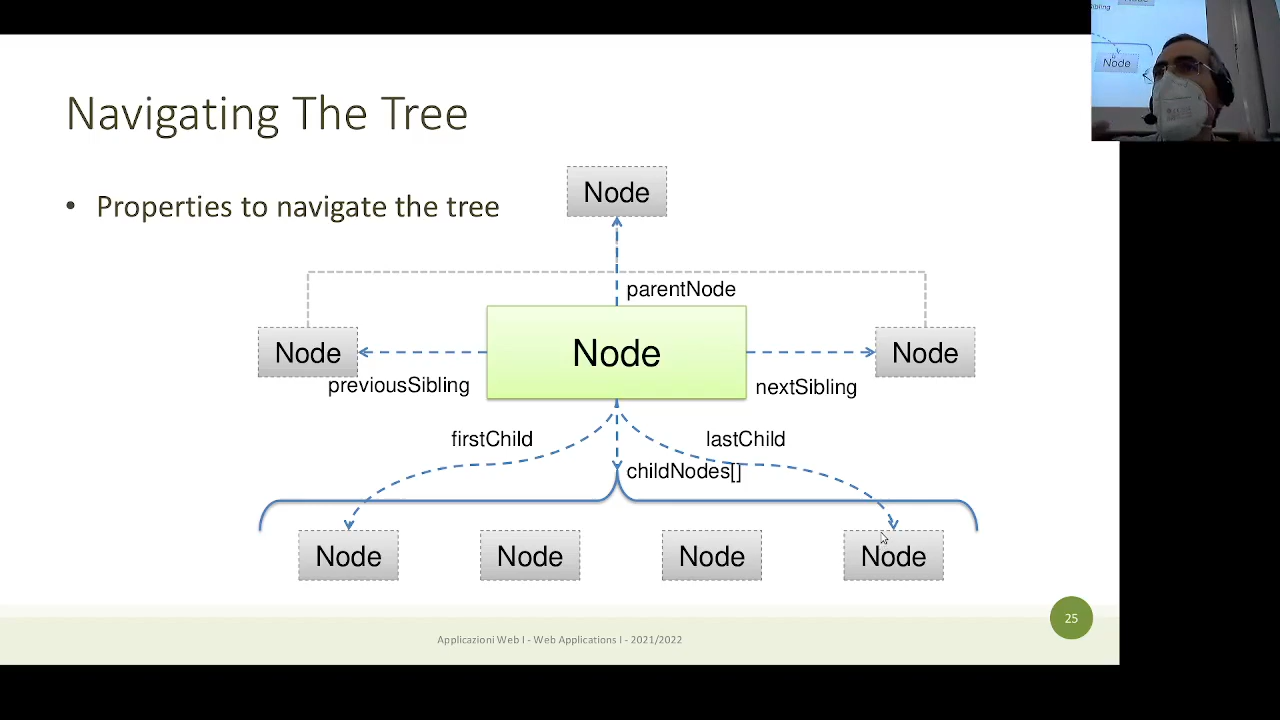 Navigating The Tree
• Properties to navigate the tree
Node
parentNode
Node
Node
Node
previousSibling
nextSibling
firstChild
lastChild
childNodes[]
Node
Node
Node
Node
25
Applicazioni Web I - Web Applications I - 2021/2022
Node